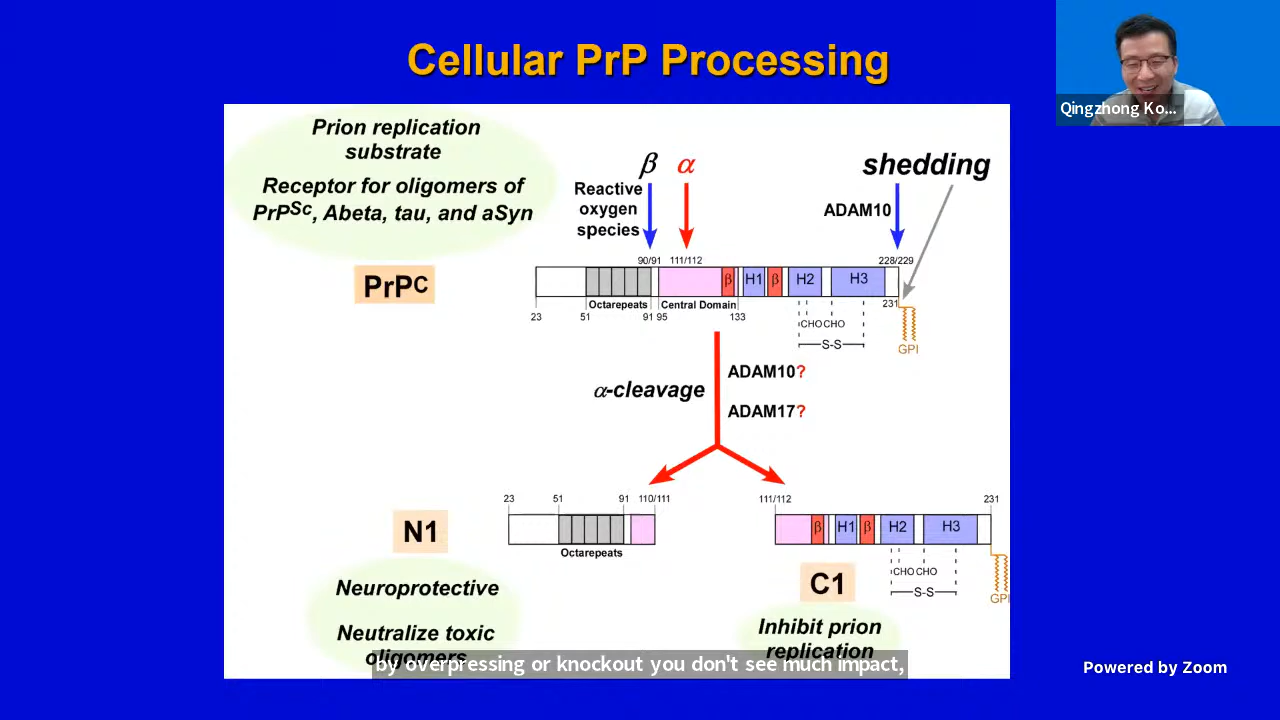 Cellular PrP Processing
Qingzhong Ko...
Prion replication
substrate
Receptor for oligomers of
PrPSc, Abeta, tau, and aSyn
β
α
shedding
Reactive
oxygen
species
ADAM10
90/91
111/112
228/229
PrPC
β
H1
β
H2
H3
Octarepeats
Central Domain
231
23
51
91
95
133
CHO
CHO
S-S
GPI
α-cleavage
ADAM10?
ADAM17?
23
51
91
110/111
111/112
231
N1
β
H1
β
H2
H3
Octarepeats
CHO
CHO
S-S
GPI
C1
Neuroprotective
Neutralize toxic
oligomers
Inhibit prion
replication
by overpressing or knockout you don't see much impact,
Powered by Zoom